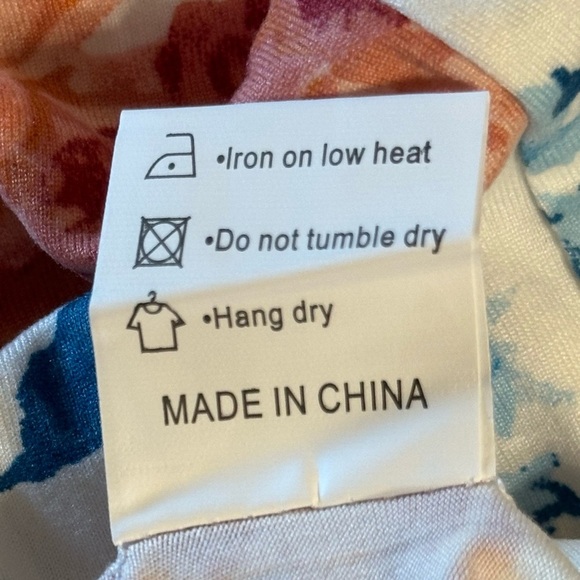 •Iron on low heat
•Do not tumble dry
•Hang dry
MADE IN CHINA